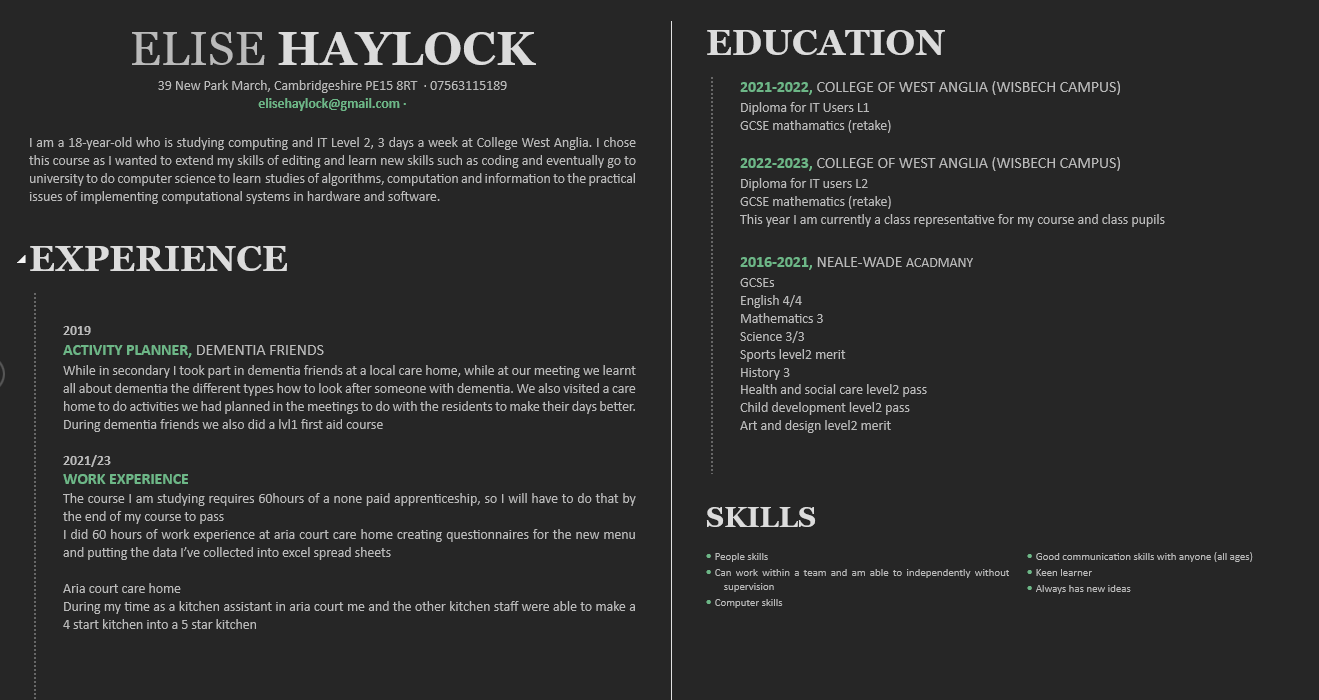 ELISE HAYLOCK
39 New Park March, Cambridgeshire PE15 8RT · 07563115189
elisehaylock@gmail.com ·
I am a 18-year-old who is studying computing and IT Level 2, 3 days a week at College West Anglia. I chose
this course as I wanted to extend my skills of editing and learn new skills such as coding and eventually go to
university to do computer science to learn studies of algorithms, computation and information to the practical
issues of implementing computational systems in hardware and software.
EXPERIENCE
2019
ACTIVITY PLANNER, DEMENTIA FRIENDS
While in secondary I took part in dementia friends at a local care home, while at our meeting we learnt
all about dementia the different types how to look after someone with dementia. We also visited a care
home to do activities we had planned in the meetings to do with the residents to make their days better.
During dementia friends we also did a lvl1 first aid course
2021/23
WORK EXPERIENCE
The course I am studying requires 60hours of a none paid apprenticeship, so I will have to do that by
the end of my course to pass
I did 60 hours of work experience at aria court care home creating questionnaires for the new menu
and putting the data I've collected into excel spread sheets
Aria court care home
During my time as a kitchen assistant in aria court me and the other kitchen staff were able to make a
4 start kitchen into a 5 star kitchen
EDUCATION
2021-2022, COLLEGE OF WEST ANGLIA (WISBECH CAMPUS)
Diploma for IT Users L1
GCSE mathamatics (retake)
2022-2023, COLLEGE OF WEST ANGLIA (WISBECH CAMPUS)
Diploma for IT users L2
GCSE mathematics (retake)
This year I am currently a class representative for my course and class pupils
2016-2021, NEALE-WADE ACADMANY
GCSEs
English 4/4
Mathematics 3
Science 3/3
Sports level2 merit
History 3
Health and social care level2 pass
Child development level2 pass
Art and design level2 merit
SKILLS
• People skills
• Can work within a team and am able to independently without
supervision
• Computer skills
• Good communication skills with anyone (all ages)
• Keen learner
• Always has new ideas